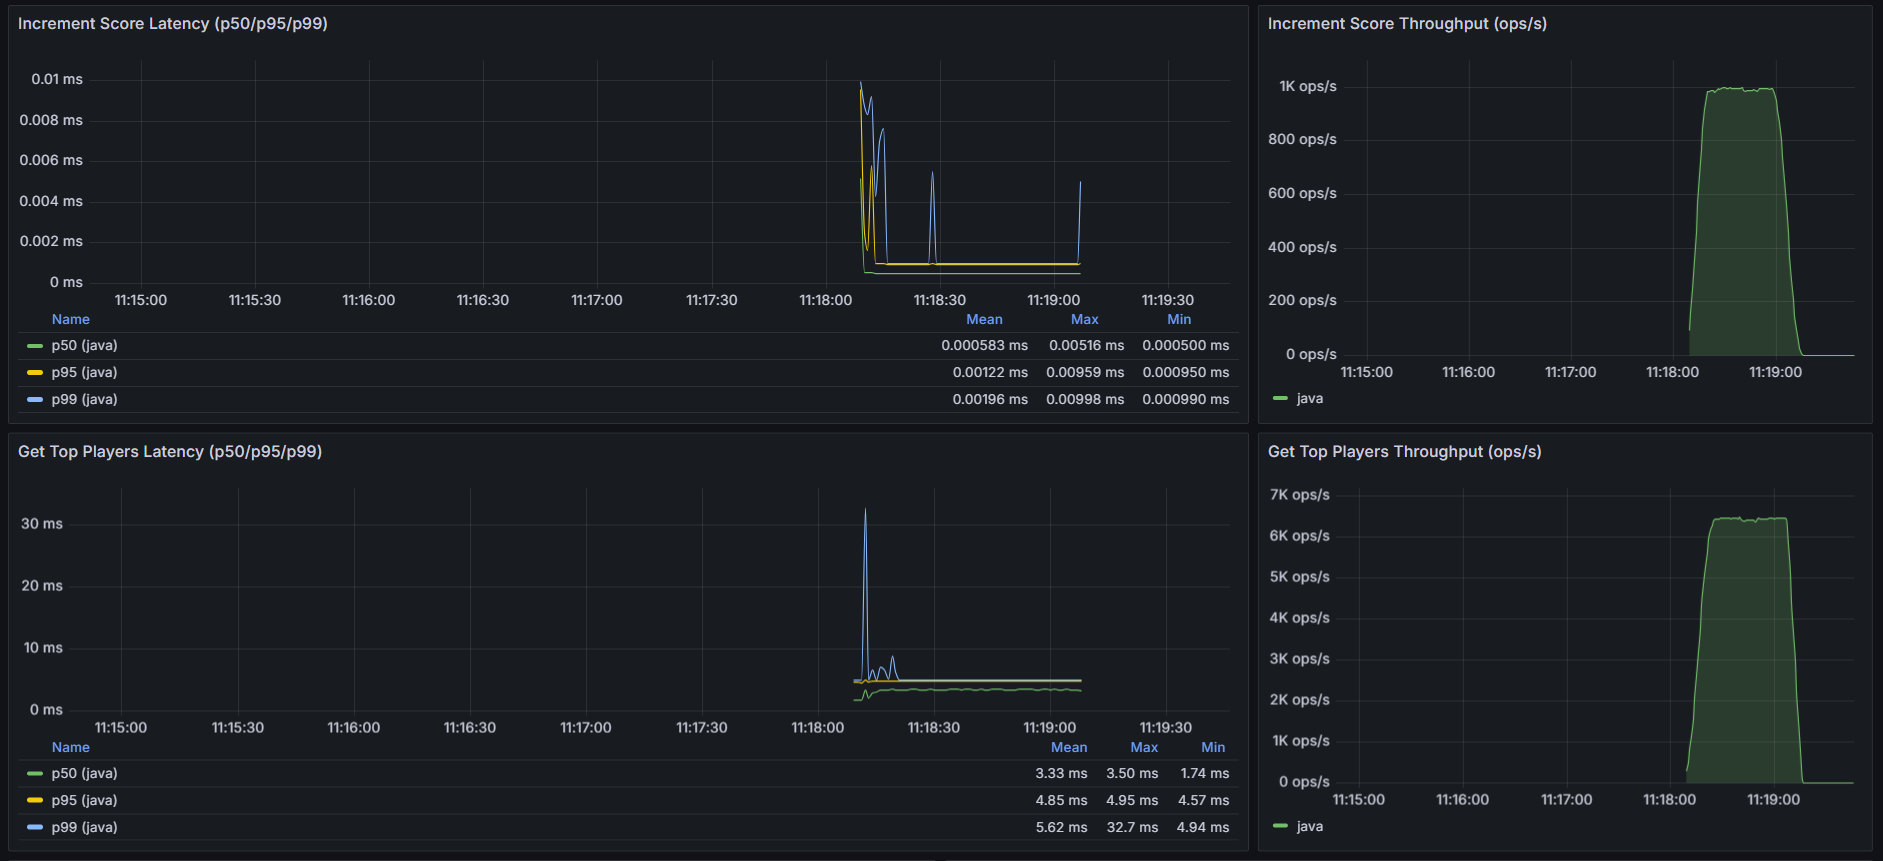 Increment Score Latency (p50/p95/p99)
0.01 ms
0.008 ms
0.006 ms
0.004 ms
0.002 ms
0 ms
11:15:00 11:15:30 11:16:00 11:16:30 11:17:00 11:17:30 11:18:00 11:18:30 11:19:00 11:19:30
Name Mean Max Min
p50 (java) 0.000583 ms 0.00516 ms 0.000500 ms
p95 (java) 0.00122 ms 0.00959 ms 0.000950 ms
p99 (java) 0.00196 ms 0.00998 ms 0.000990 ms
Increment Score Throughput (ops/s)
1K ops/s
800 ops/s
600 ops/s
400 ops/s
200 ops/s
0 ops/s
11:15:00 11:16:00 11:17:00 11:18:00 11:19:00
java
Get Top Players Latency (p50/p95/p99)
30 ms
20 ms
10 ms
0 ms
11:15:00 11:15:30 11:16:00 11:16:30 11:17:00 11:17:30 11:18:00 11:18:30 11:19:00 11:19:30
Name Mean Max Min
p50 (java) 3.33 ms 3.50 ms 1.74 ms
p95 (java) 4.85 ms 4.95 ms 4.57 ms
p99 (java) 5.62 ms 32.7 ms 4.94 ms
Get Top Players Throughput (ops/s)
7K ops/s
6K ops/s
5K ops/s
4K ops/s
3K ops/s
2K ops/s
1K ops/s
0 ops/s
11:15:00 11:16:00 11:17:00 11:18:00 11:19:00
java